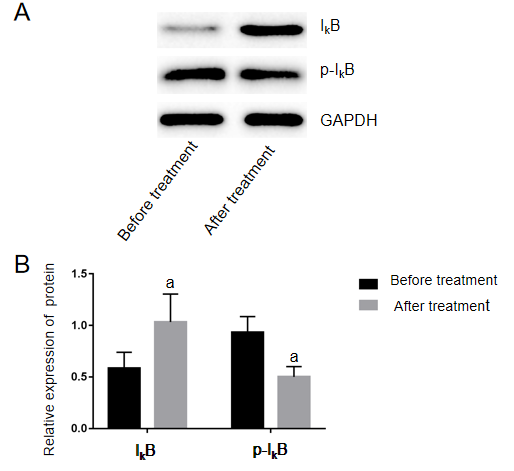 A
IkB
p-IkB
GAPDH
Before treatment
After treatment
B
Relative expression of protein
1.5
1.0
0.5
0.0
a
a
IkB
p-IkB
Before treatment
After treatment